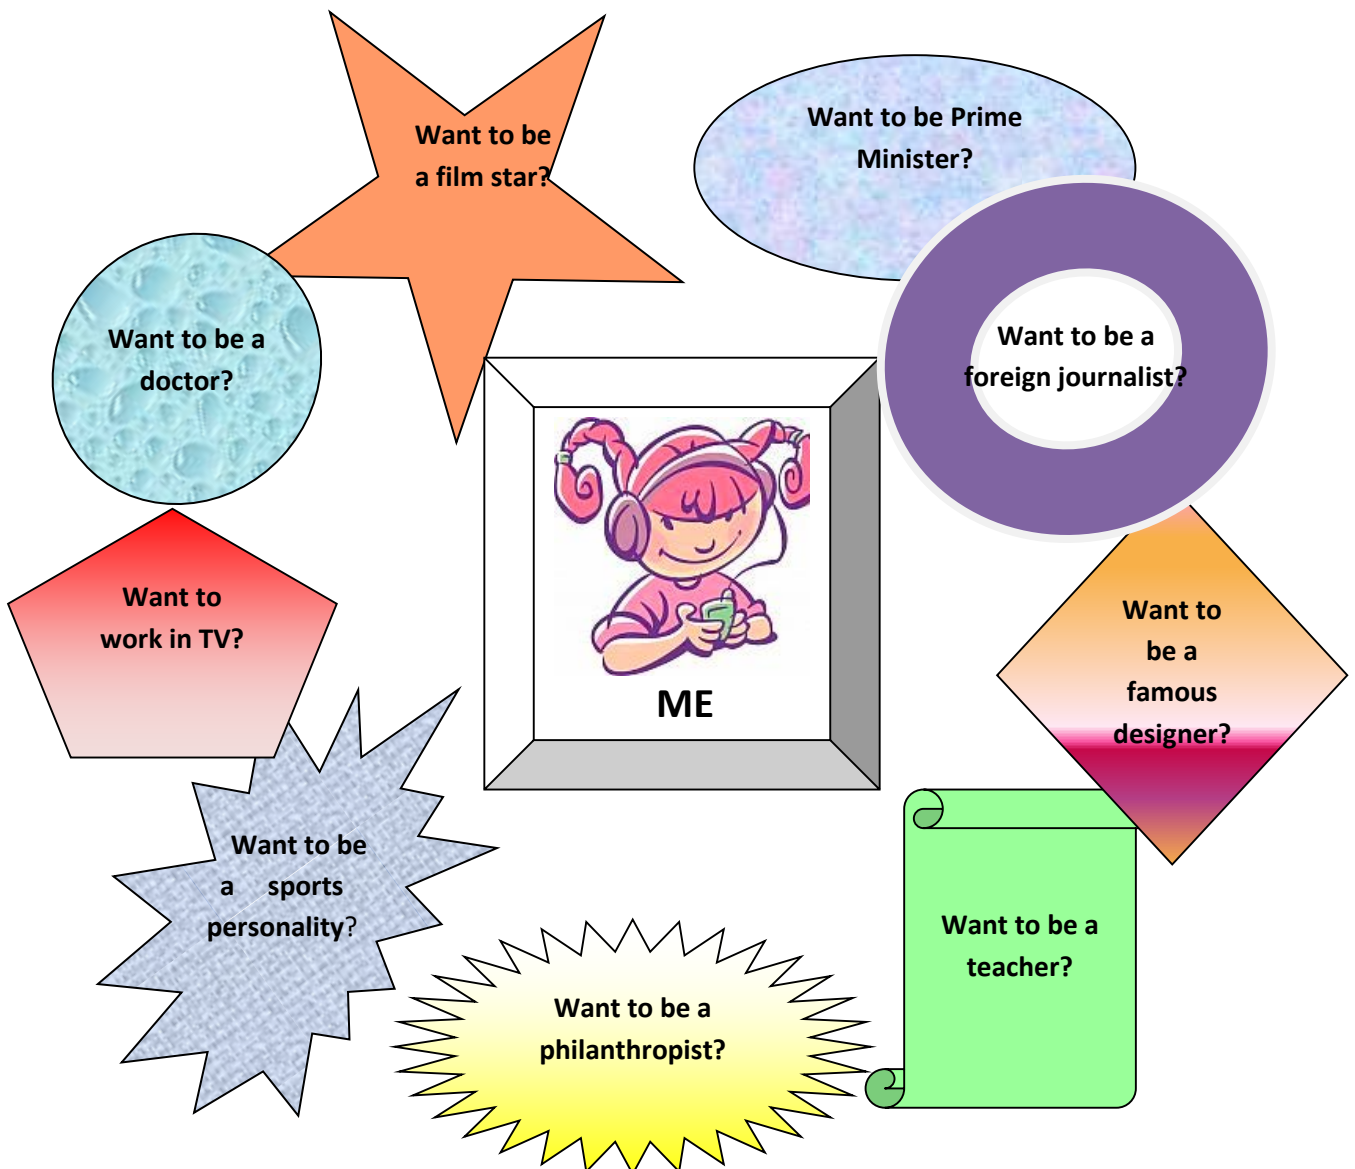 Want to be
a film star?
Want to be Prime
Minister?
Want to be a
doctor?
Want to be a
foreign journalist?
Want to
work in TV?
Want to
be a
famous
designer?
ME
Want to be
a sports
personality?
Want to be a
teacher?
Want to be a
philanthropist?